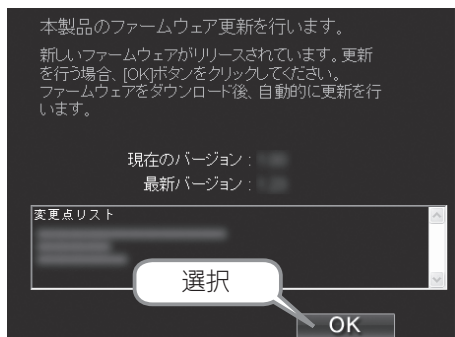 本製品のファームウェア更新を行います。
新しいファームウェアがリリースされています。更新
を行う場合、[OK]ボタンをクリックしてください。
ファームウェアをダウンロード後、自動的に更新を行
います。
現在のバージョン :
最新バージョン :
変更点リスト
選択
OK